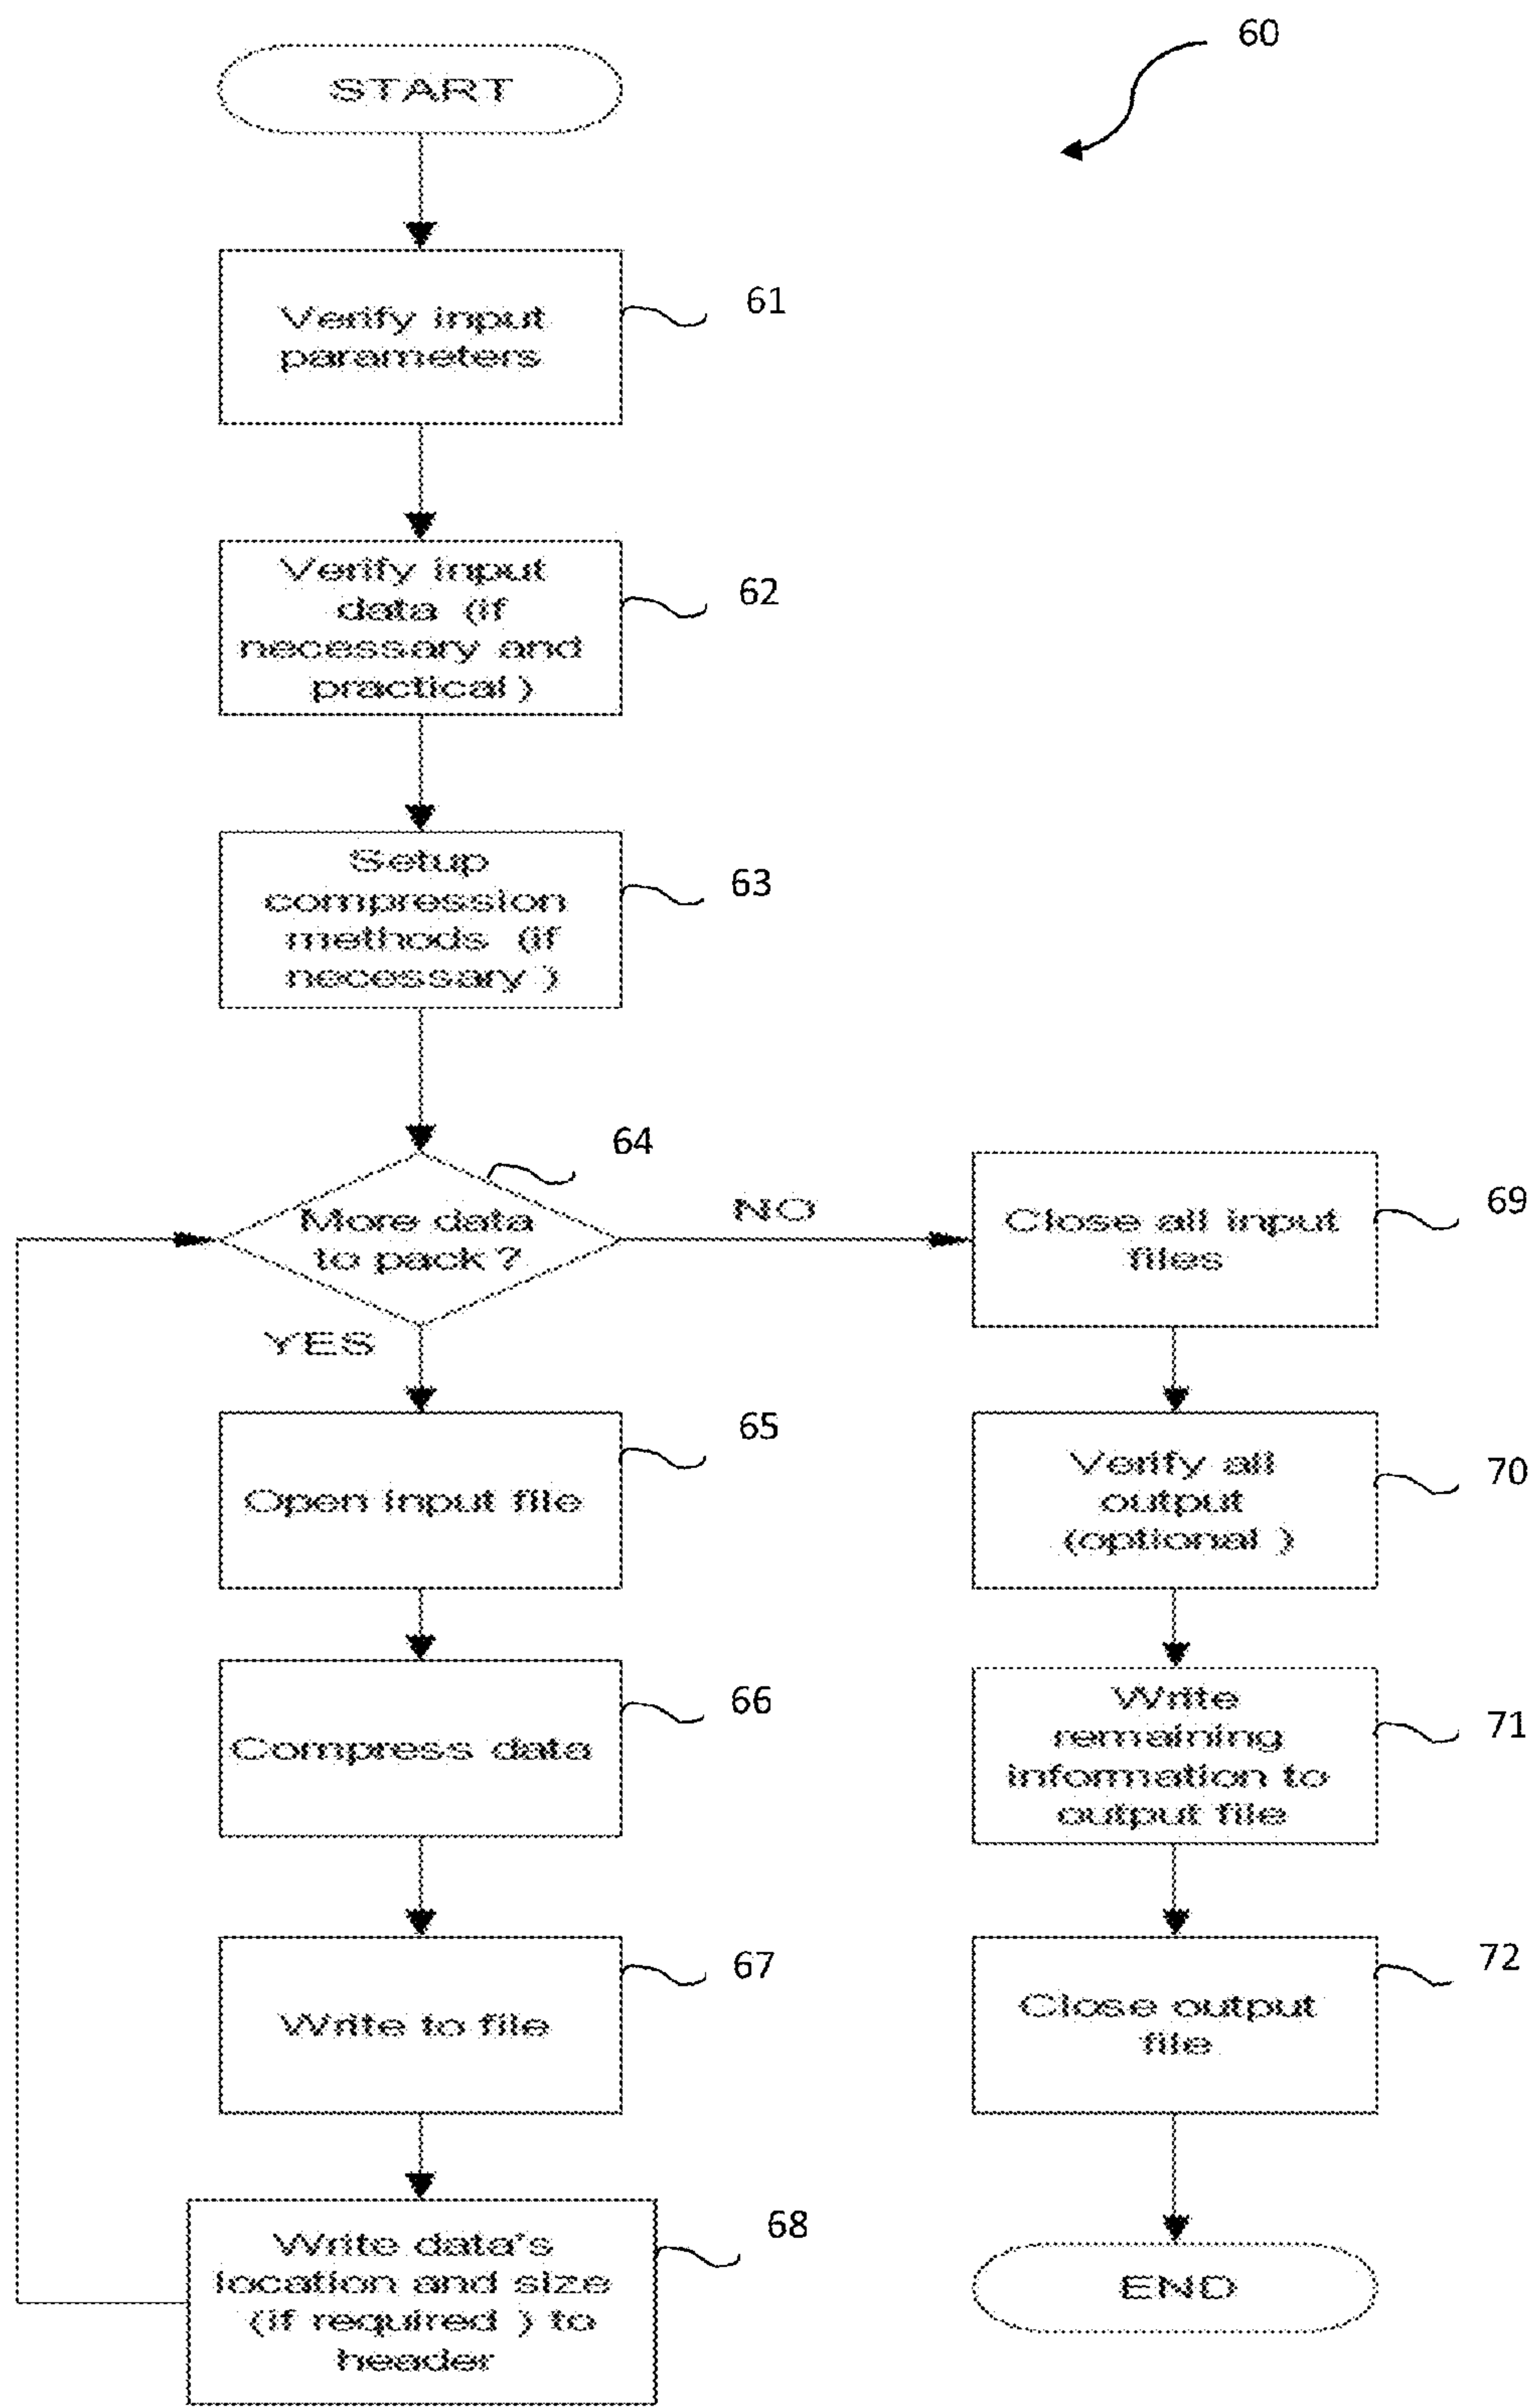 60
START
Verify input
parameters
61
Verify input
data (if
necessary and
practical )
62
Setup
compression
methods (if
necessary )
63
64
More data
to pack?
NO
YES
Open input file
65
Compress data
66
Write to file
67
Write data's
location and size
(if required ) to
header
68
Close all input
files
69
Verify all
output
(optional )
70
Write
remaining
information to
output file
71
Close output
file
72
END